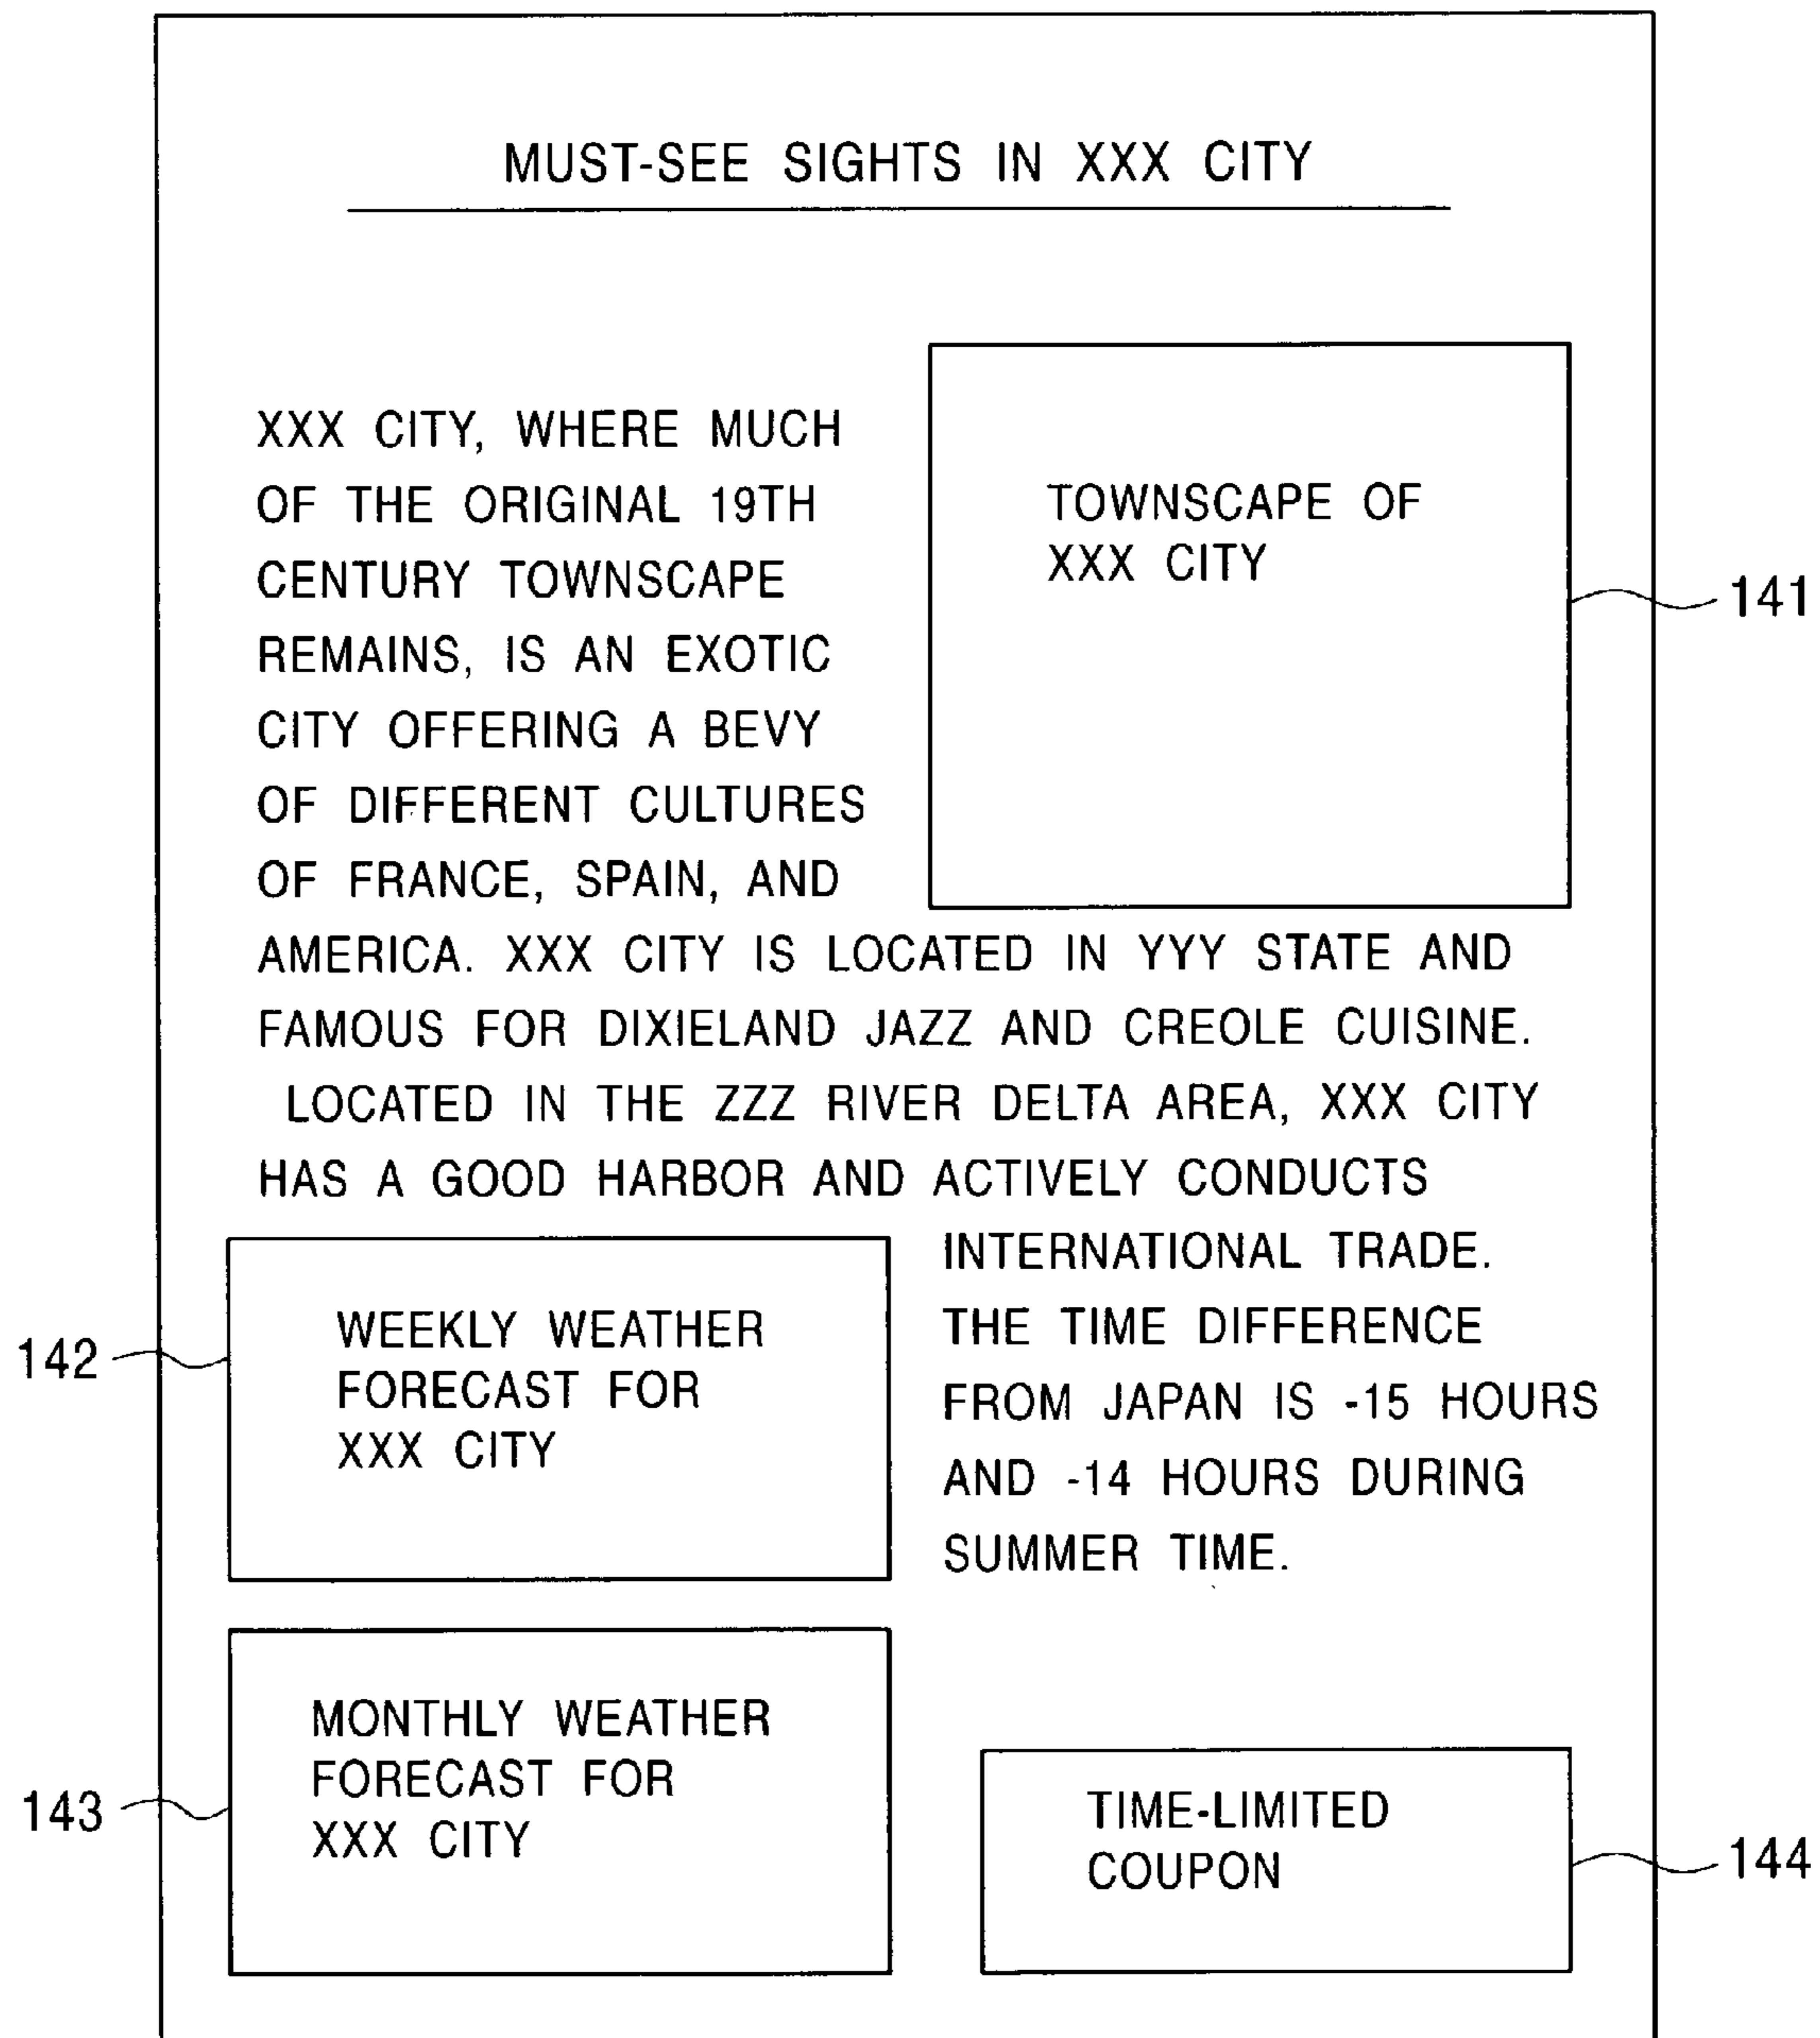 MUST-SEE SIGHTS IN XXX CITY
XXX CITY, WHERE MUCH
OF THE ORIGINAL 19TH
CENTURY TOWNSCAPE
REMAINS, IS AN EXOTIC
CITY OFFERING A BEVY
OF DIFFERENT CULTURES
OF FRANCE, SPAIN, AND
TOWNSCAPE OF
XXX CITY
141
AMERICA. XXX CITY IS LOCATED IN YYY STATE AND
FAMOUS FOR DIXIELAND JAZZ AND CREOLE CUISINE.
LOCATED IN THE ZZZ RIVER DELTA AREA, XXX CITY
HAS A GOOD HARBOR AND ACTIVELY CONDUCTS
INTERNATIONAL TRADE.
THE TIME DIFFERENCE
FROM JAPAN IS -15 HOURS
AND -14 HOURS DURING
SUMMER TIME.
142
WEEKLY WEATHER
FORECAST FOR
XXX CITY
143
MONTHLY WEATHER
FORECAST FOR
XXX CITY
TIME-LIMITED
COUPON
144